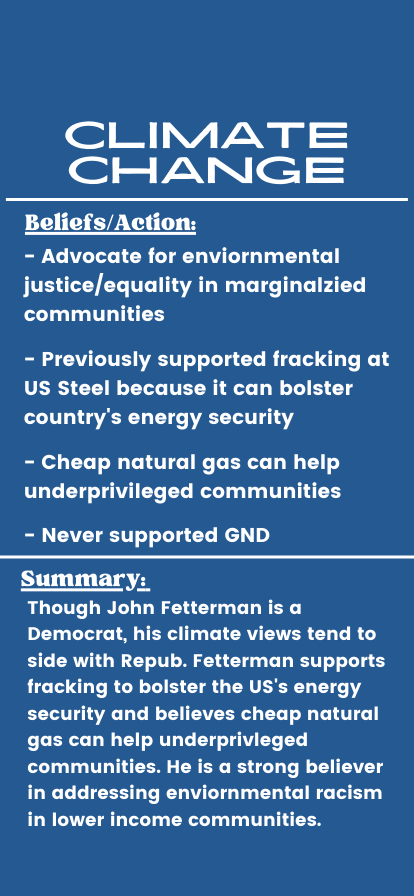 CLIMATE
CHANGE
Beliefs/Action:
- Advocate for enviornmental
justice/equality in marginalzied
communities
- Previously supported fracking at
US Steel because it can bolster
country's energy security
- Cheap natural gas can help
underprivileged communities
- Never supported GND
Summary:
Though John Fetterman is a
Democrat, his climate views tend to
side with Repub. Fetterman supports
fracking to bolster the US's energy
security and believes cheap natural
gas can help underprivleged
communities. He is a strong believer
in addressing enviornmental racism
in lower income communities.